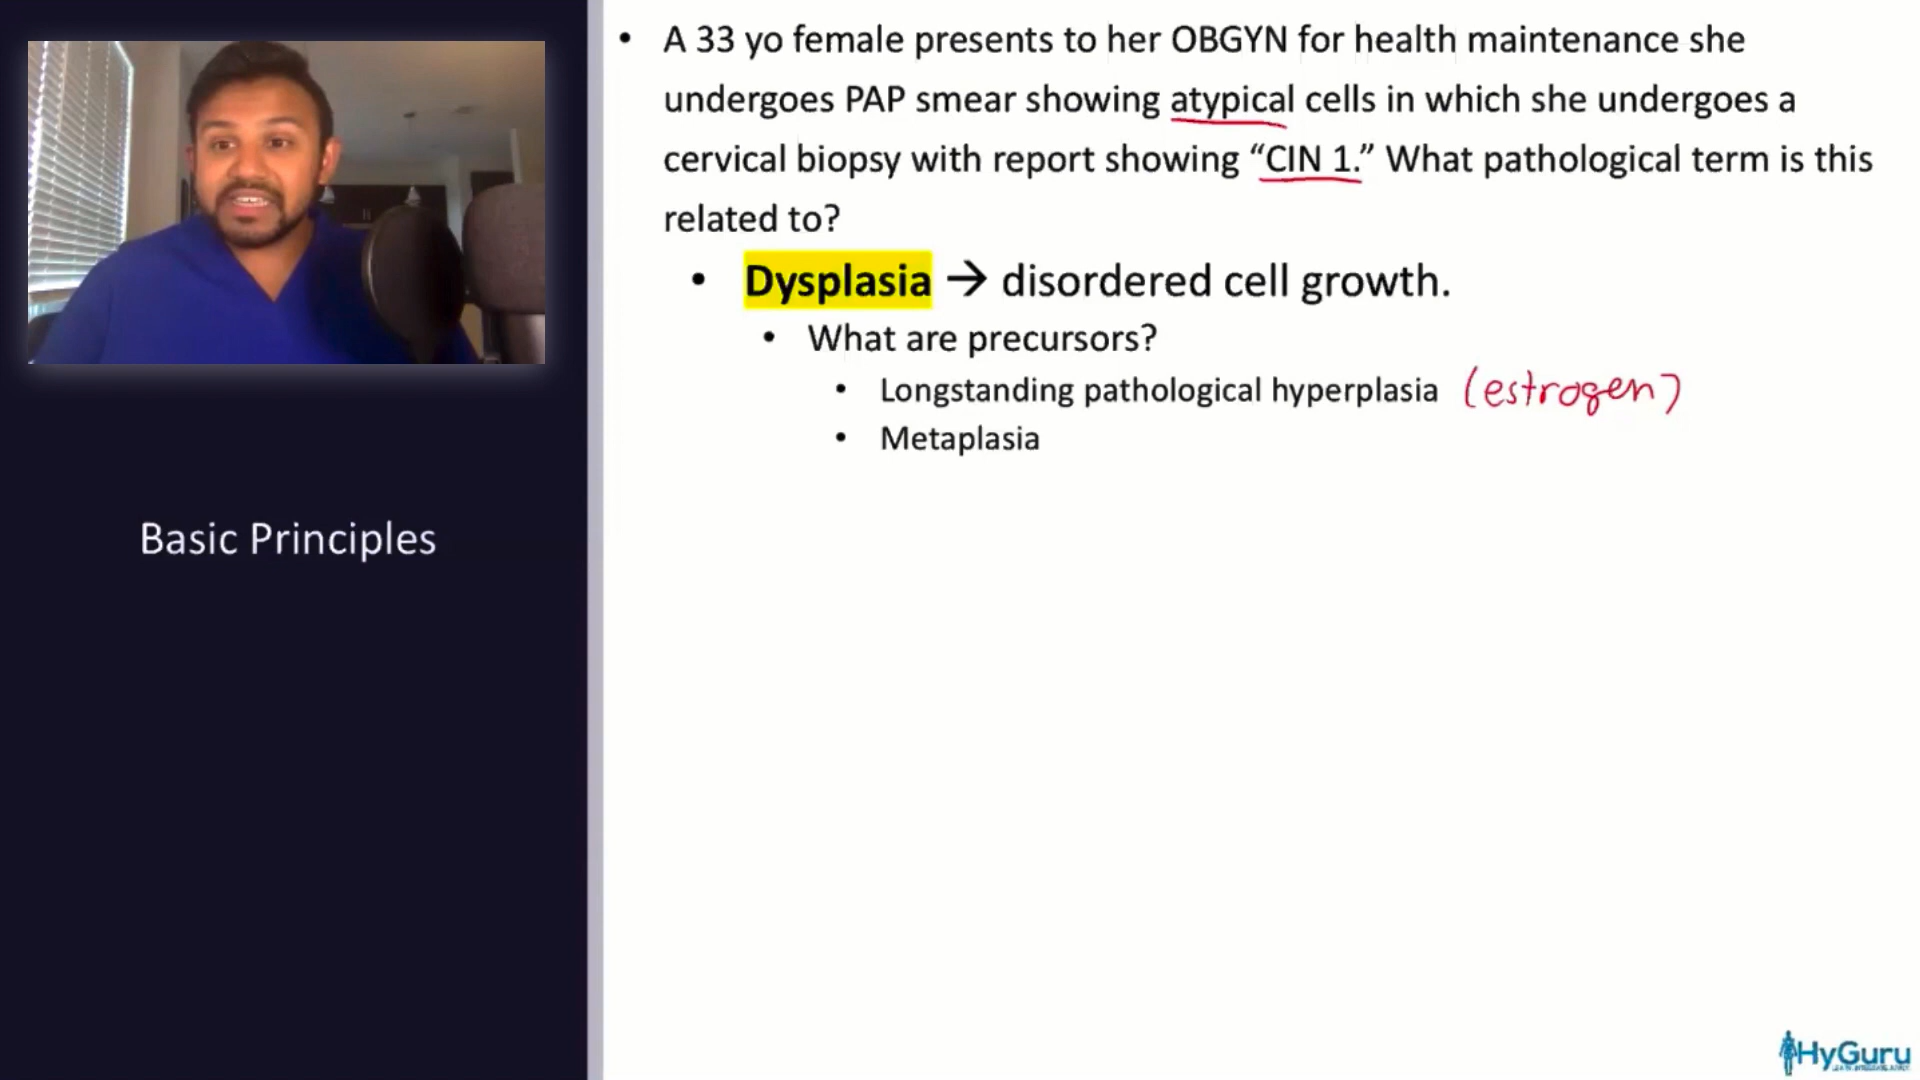 • A 33 yo female presents to her OBGYN for health maintenance she
undergoes PAP smear showing atypical cells in which she undergoes a
cervical biopsy with report showing “CIN 1.” What pathological term is this
related to?
• Dysplasia → disordered cell growth.
• What are precursors?
• Longstanding pathological hyperplasia (estrogen)
• Metaplasia
Basic Principles
HyGuru